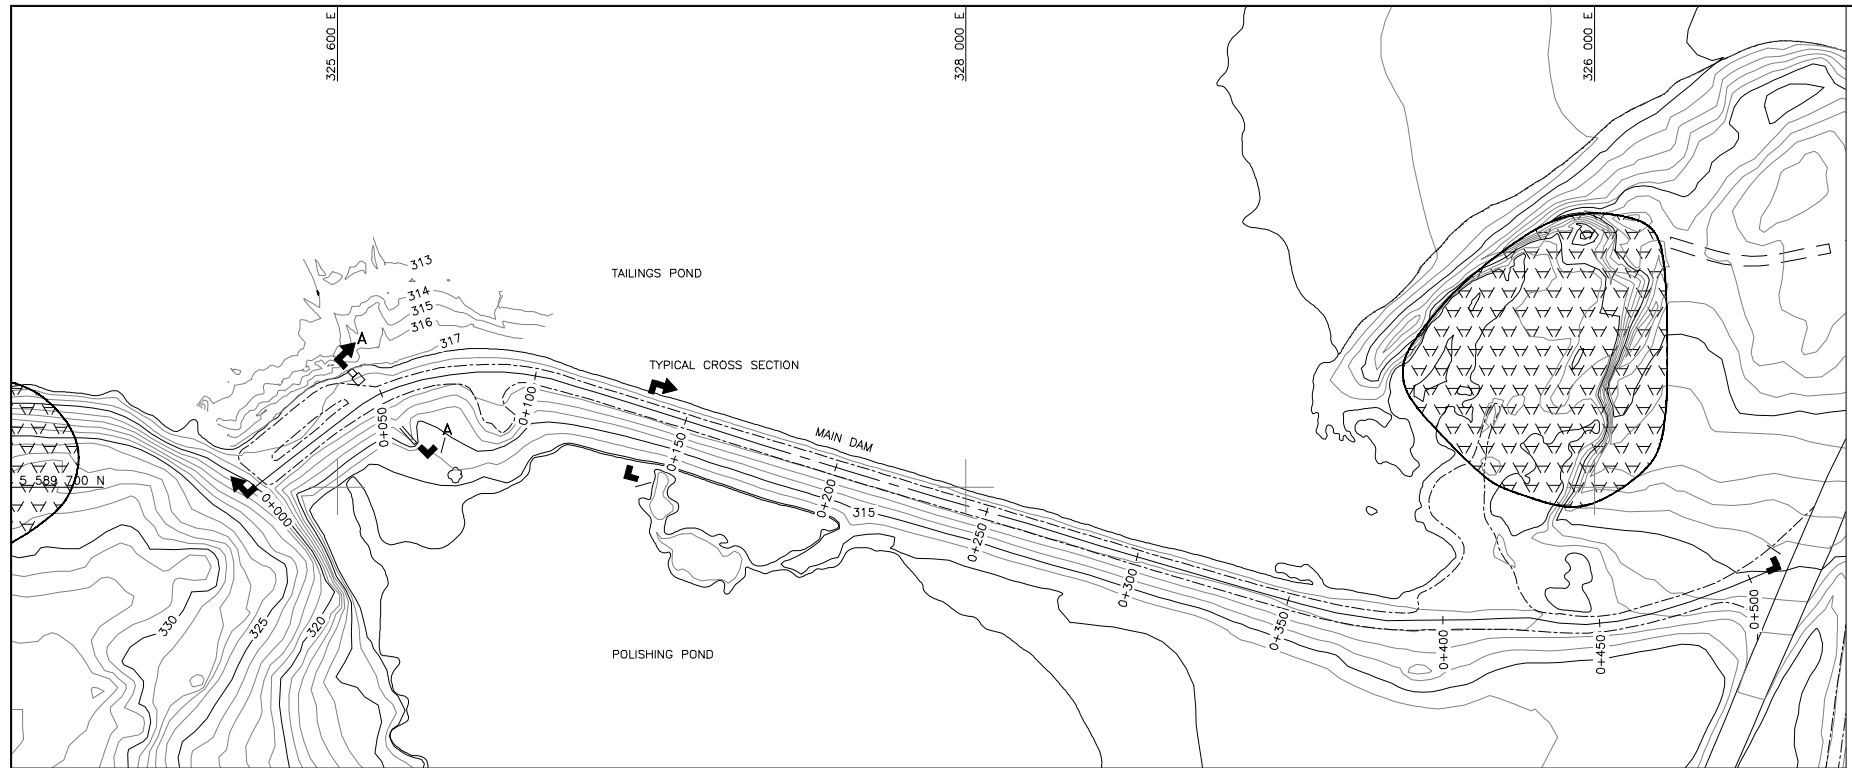 325 600 E
328 000 E
326 000 E
313
314
315
316
317
A
TAILINGS POND
TYPICAL CROSS SECTION
MAIN DAM
A
5 589 700 N
0+000
0+050
0+100
0+150
0+200
315
0+250
0+300
0+350
0+400
0+450
0+500
330
325
320
POLISHING POND